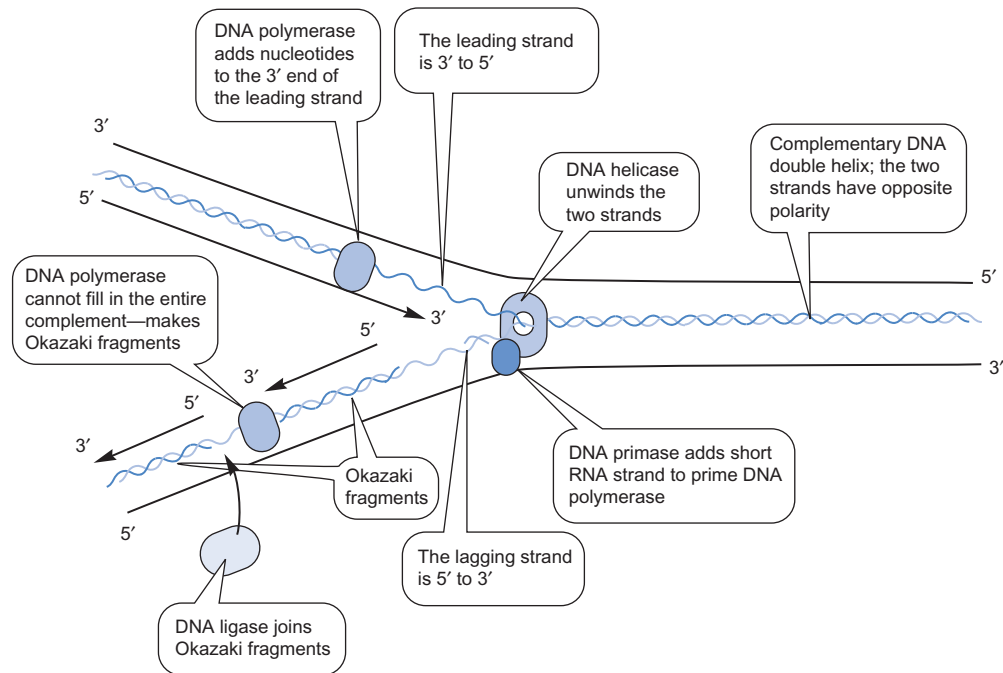 DNA polymerase
adds nucleotides
to the 3′ end of
the leading strand
The leading strand
is 3′ to 5′
DNA helicase
unwinds the
two strands
Complementary DNA
double helix; the two
strands have opposite
polarity
3′
5′
DNA polymerase
cannot fill in the entire
complement—makes
Okazaki fragments
3′
5′
5′
3′
3′
5′
3′
5′
Okazaki
fragments
DNA primase adds short
RNA strand to prime DNA
polymerase
The lagging strand
is 5′ to 3′
DNA ligase joins
Okazaki fragments